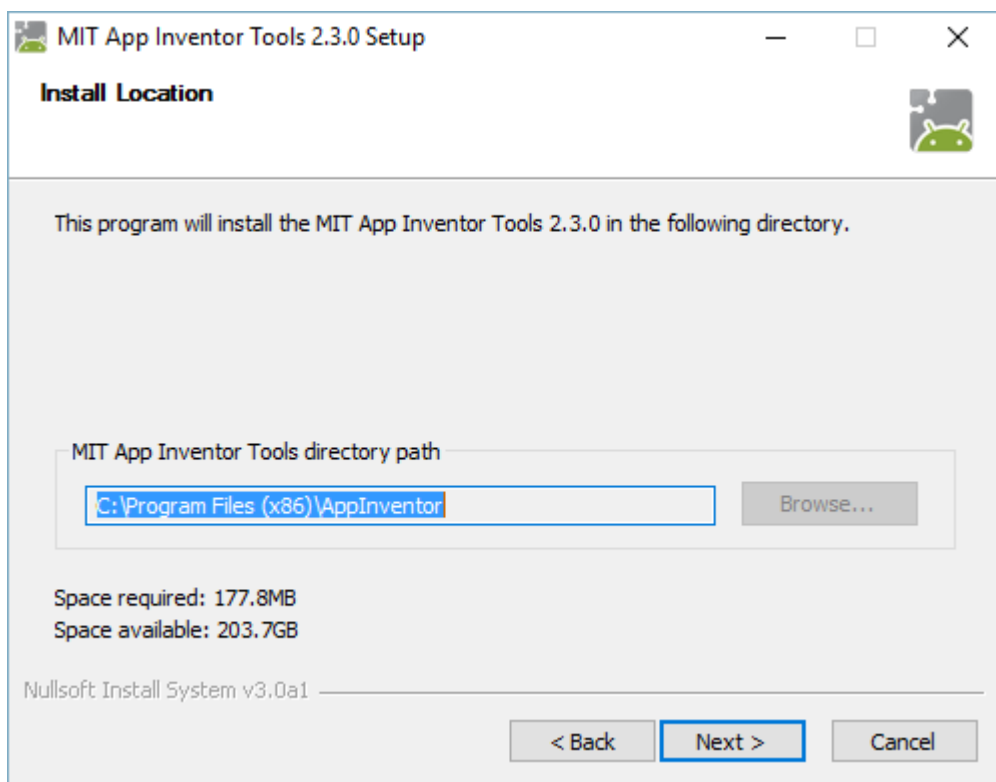 MIT App Inventor Tools 2.3.0 Setup
Install Location
This program will install the MIT App Inventor Tools 2.3.0 in the following directory.
MIT App Inventor Tools directory path
C:\Program Files (x86)\AppInventor
Browse...
Space required: 177.8MB
Space available: 203.7GB
Nullsoft Install System v3.0a1
< Back
Next >
Cancel